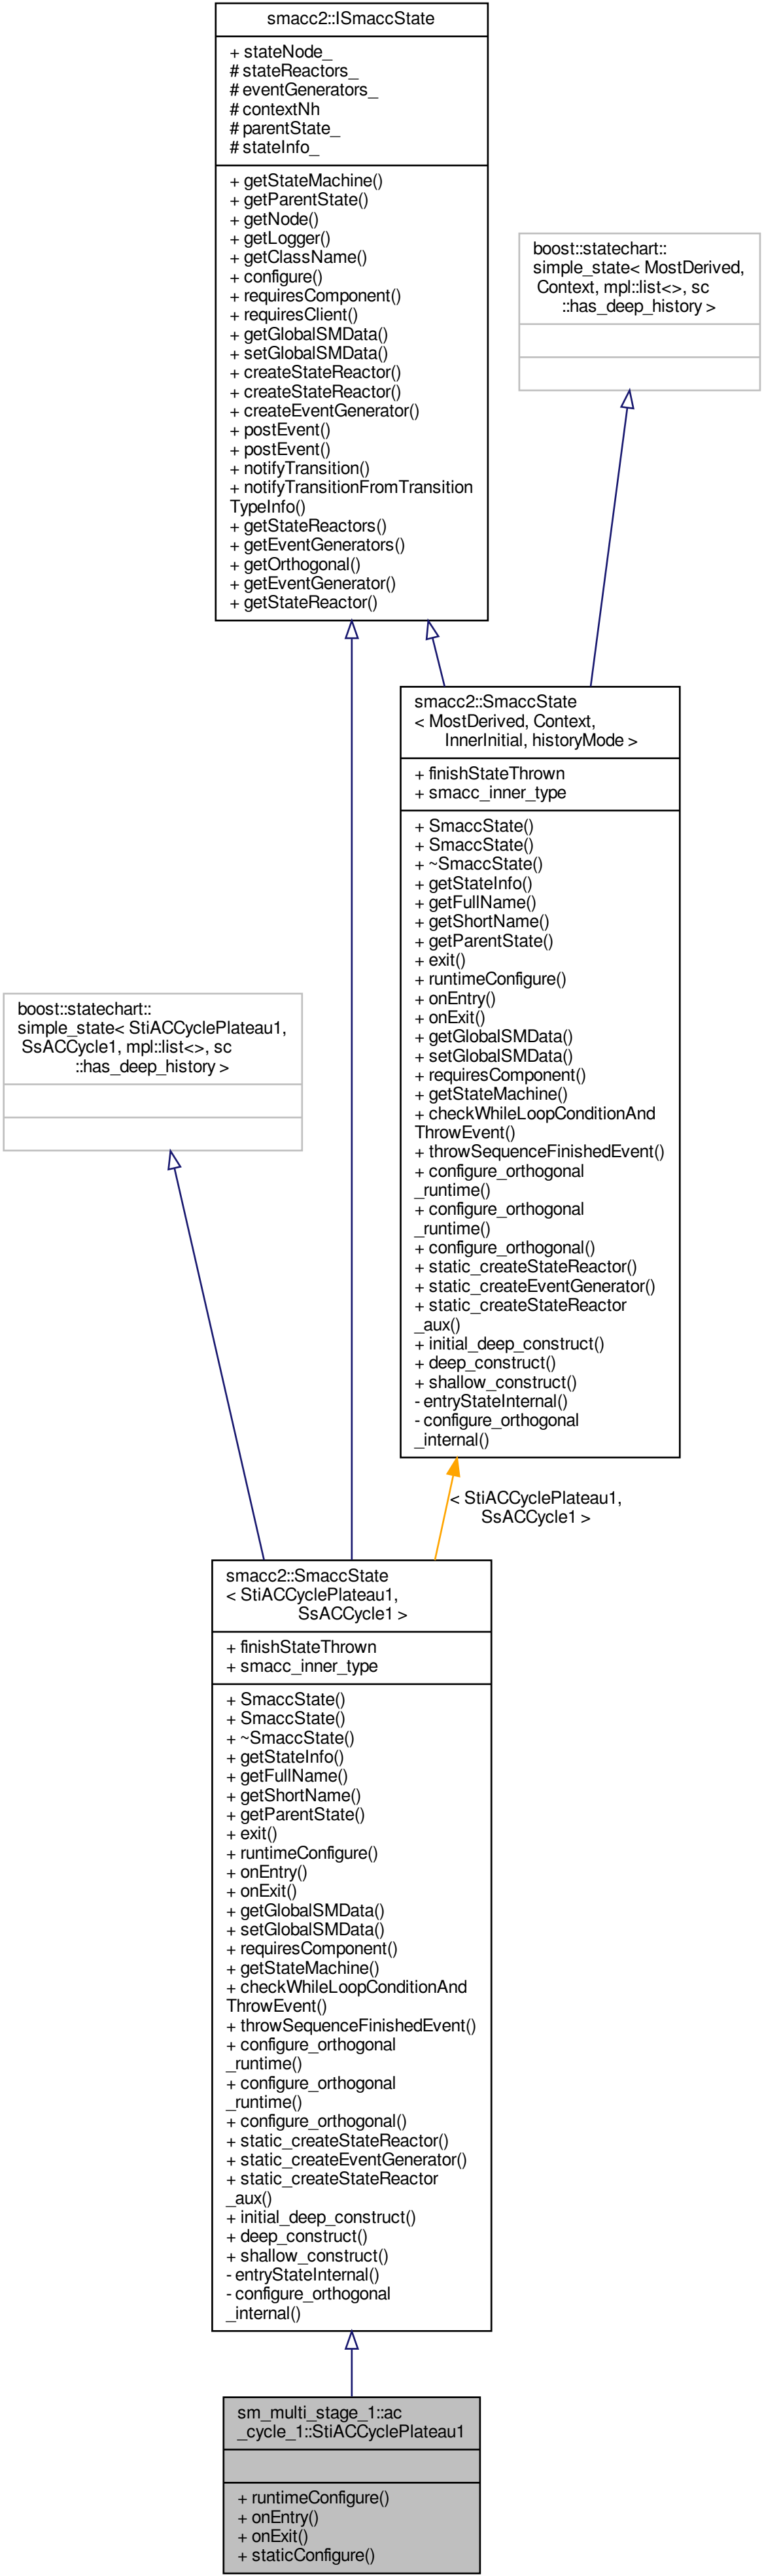 smacc2::ISmaccState
+ stateNode_
# stateReactors_
# eventGenerators_
# contextNh
# parentState_
# stateInfo_
+ getStateMachine()
+ getParentState()
+ getNode()
+ getLogger()
+ getClassName()
+ configure()
+ requiresComponent()
+ requiresClient()
+ getGlobalSMData()
+ setGlobalSMData()
+ createStateReactor()
+ createStateReactor()
+ createEventGenerator()
+ postEvent()
+ postEvent()
+ notifyTransition()
+ notifyTransitionFromTransition
TypeInfo()
+ getStateReactors()
+ getEventGenerators()
+ getOrthogonal()
+ getEventGenerator()
+ getStateReactor()
boost::statechart::
simple_state< MostDerived,
Context, mpl::list<>, sc
::has_deep_history >
smacc2::SmaccState
< MostDerived, Context,
InnerInitial, historyMode >
+ finishStateThrown
+ smacc_inner_type
+ SmaccState()
+ SmaccState()
+ ~SmaccState()
+ getStateInfo()
+ getFullName()
+ getShortName()
+ getParentState()
+ exit()
+ runtimeConfigure()
+ onEntry()
+ onExit()
+ getGlobalSMData()
+ setGlobalSMData()
+ requiresComponent()
+ getStateMachine()
+ checkWhileLoopConditionAnd
ThrowEvent()
+ throwSequenceFinishedEvent()
+ configure_orthogonal
_runtime()
+ configure_orthogonal
_runtime()
+ configure_orthogonal()
+ static_createStateReactor()
+ static_createEventGenerator()
+ static_createStateReactor
_aux()
+ initial_deep_construct()
+ deep_construct()
+ shallow_construct()
- entryStateInternal()
- configure_orthogonal
_internal()
boost::statechart::
simple_state< StiACCyclePlateau1,
SsACCycle1, mpl::list<>, sc
::has_deep_history >
< StiACCyclePlateau1,
SsACCycle1 >
smacc2::SmaccState
< StiACCyclePlateau1,
SsACCycle1 >
+ finishStateThrown
+ smacc_inner_type
+ SmaccState()
+ SmaccState()
+ ~SmaccState()
+ getStateInfo()
+ getFullName()
+ getShortName()
+ getParentState()
+ exit()
+ runtimeConfigure()
+ onEntry()
+ onExit()
+ getGlobalSMData()
+ setGlobalSMData()
+ requiresComponent()
+ getStateMachine()
+ checkWhileLoopConditionAnd
ThrowEvent()
+ throwSequenceFinishedEvent()
+ configure_orthogonal
_runtime()
+ configure_orthogonal
_runtime()
+ configure_orthogonal()
+ static_createStateReactor()
+ static_createEventGenerator()
+ static_createStateReactor
_aux()
+ initial_deep_construct()
+ deep_construct()
+ shallow_construct()
- entryStateInternal()
- configure_orthogonal
_internal()
sm_multi_stage_1::ac
_cycle_1::StiACCyclePlateau1
+ runtimeConfigure()
+ onEntry()
+ onExit()
+ staticConfigure()